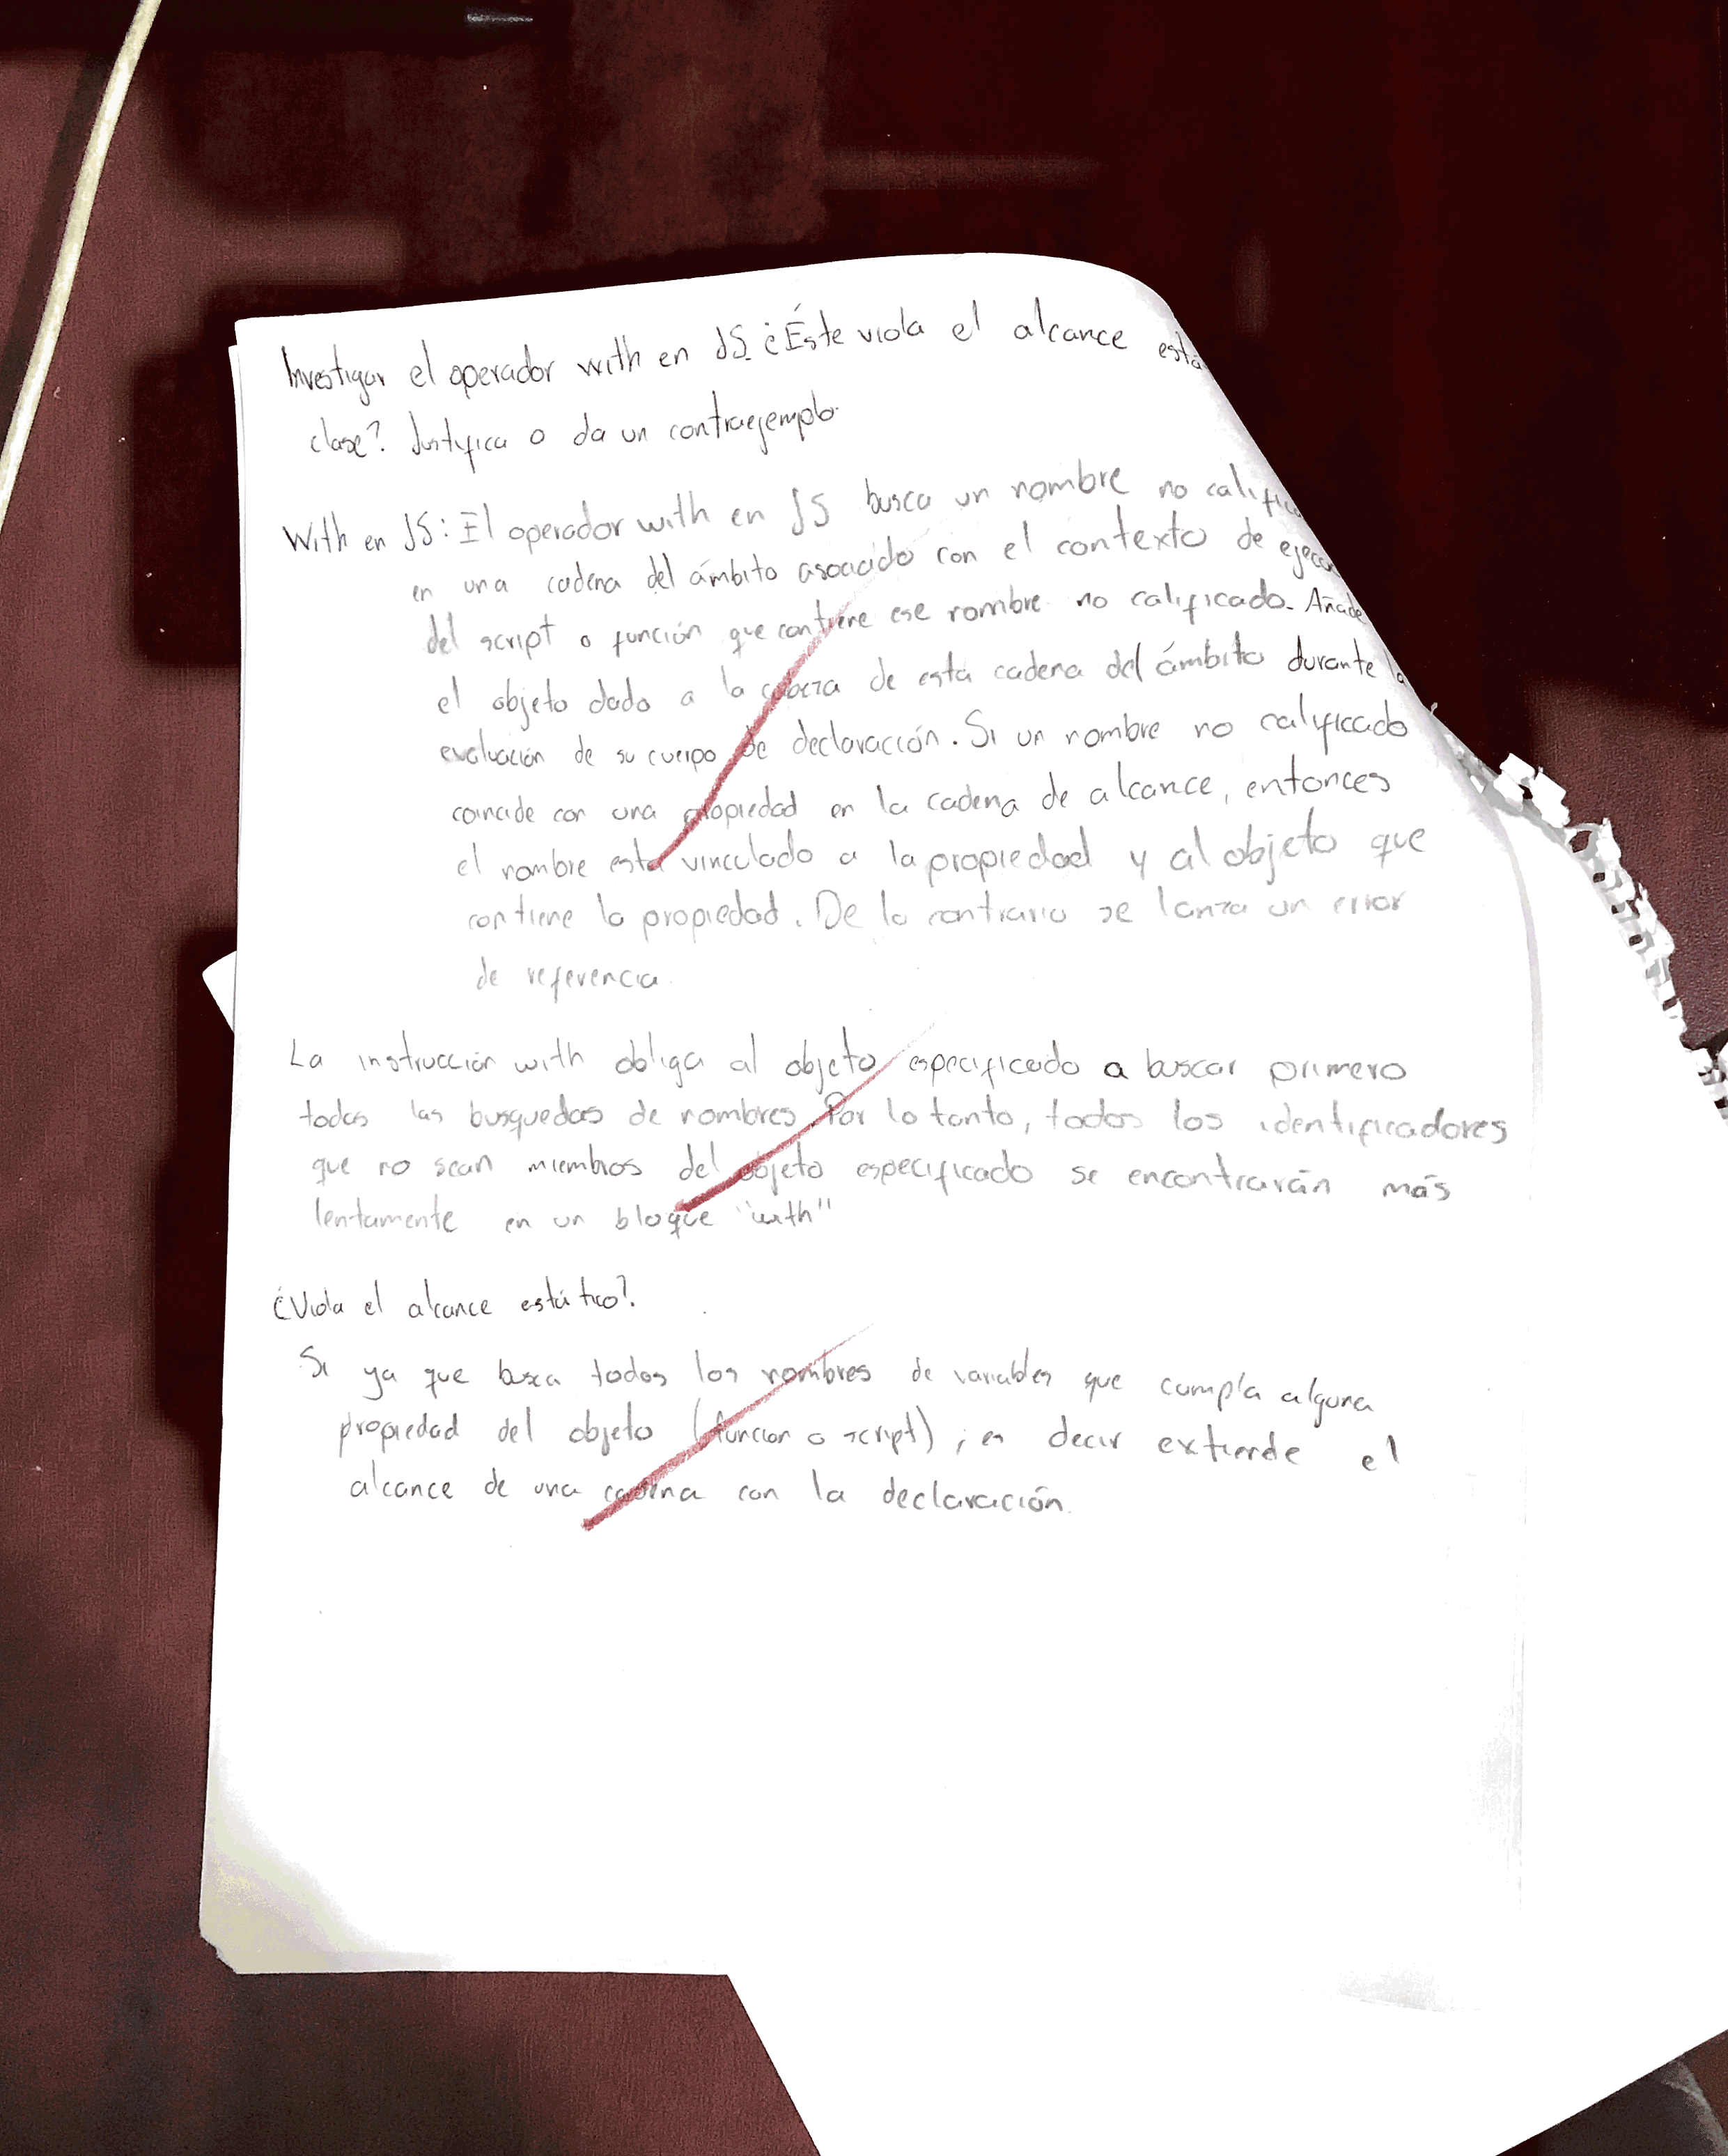 Investigar el operador with en JS. ¿Éste viola el alcance está
clase? Justifica o da un contraejemplo.
With en JS: El operador with en JS busca un nombre no califica
en una cadena del ámbito asociado con el contexto de ejecu
del script o función que contiene ese nombre no calificado. Añade
el objeto dado a la cabeza de esta cadena del ámbito durante la
evaluación de su cuerpo de declaración. Si un nombre no calificado
coincide con una propiedad en la cadena de alcance, entonces
el nombre está vinculado a la propiedad y al objeto que
contiene la propiedad. De lo contrario se lanza un error
de referencia.
La instrucción with obliga al objeto especificado a buscar primero
todas las busquedas de nombres. Por lo tanto, todos los identificadores
que no sean miembros del objeto especificado se encontrarán más
lentamente en un bloque "with"
¿Viola el alcance estático?
Si ya que busca todos los nombres de variables que cumpla alguna
propiedad del objeto (función o script), es decir extiende el
alcance de una cadena con la declaración.